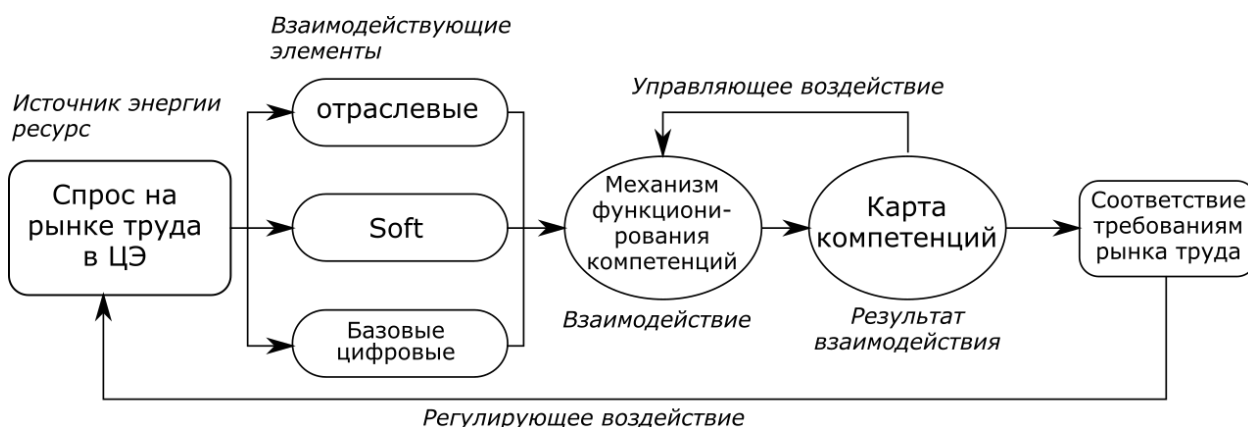 Взаимодействующие
элементы
Источник энергии
ресурс
Спрос на
рынке труда
в ЦЭ
отраслевые
Soft
Базовые
цифровые
Управляющее воздействие
Механизм
функциони-
рования
компетенций
Взаимодействие
Карта
компетенций
Результат
взаимодействия
Соответствие
требованиям
рынка труда
Регулирующее воздействие